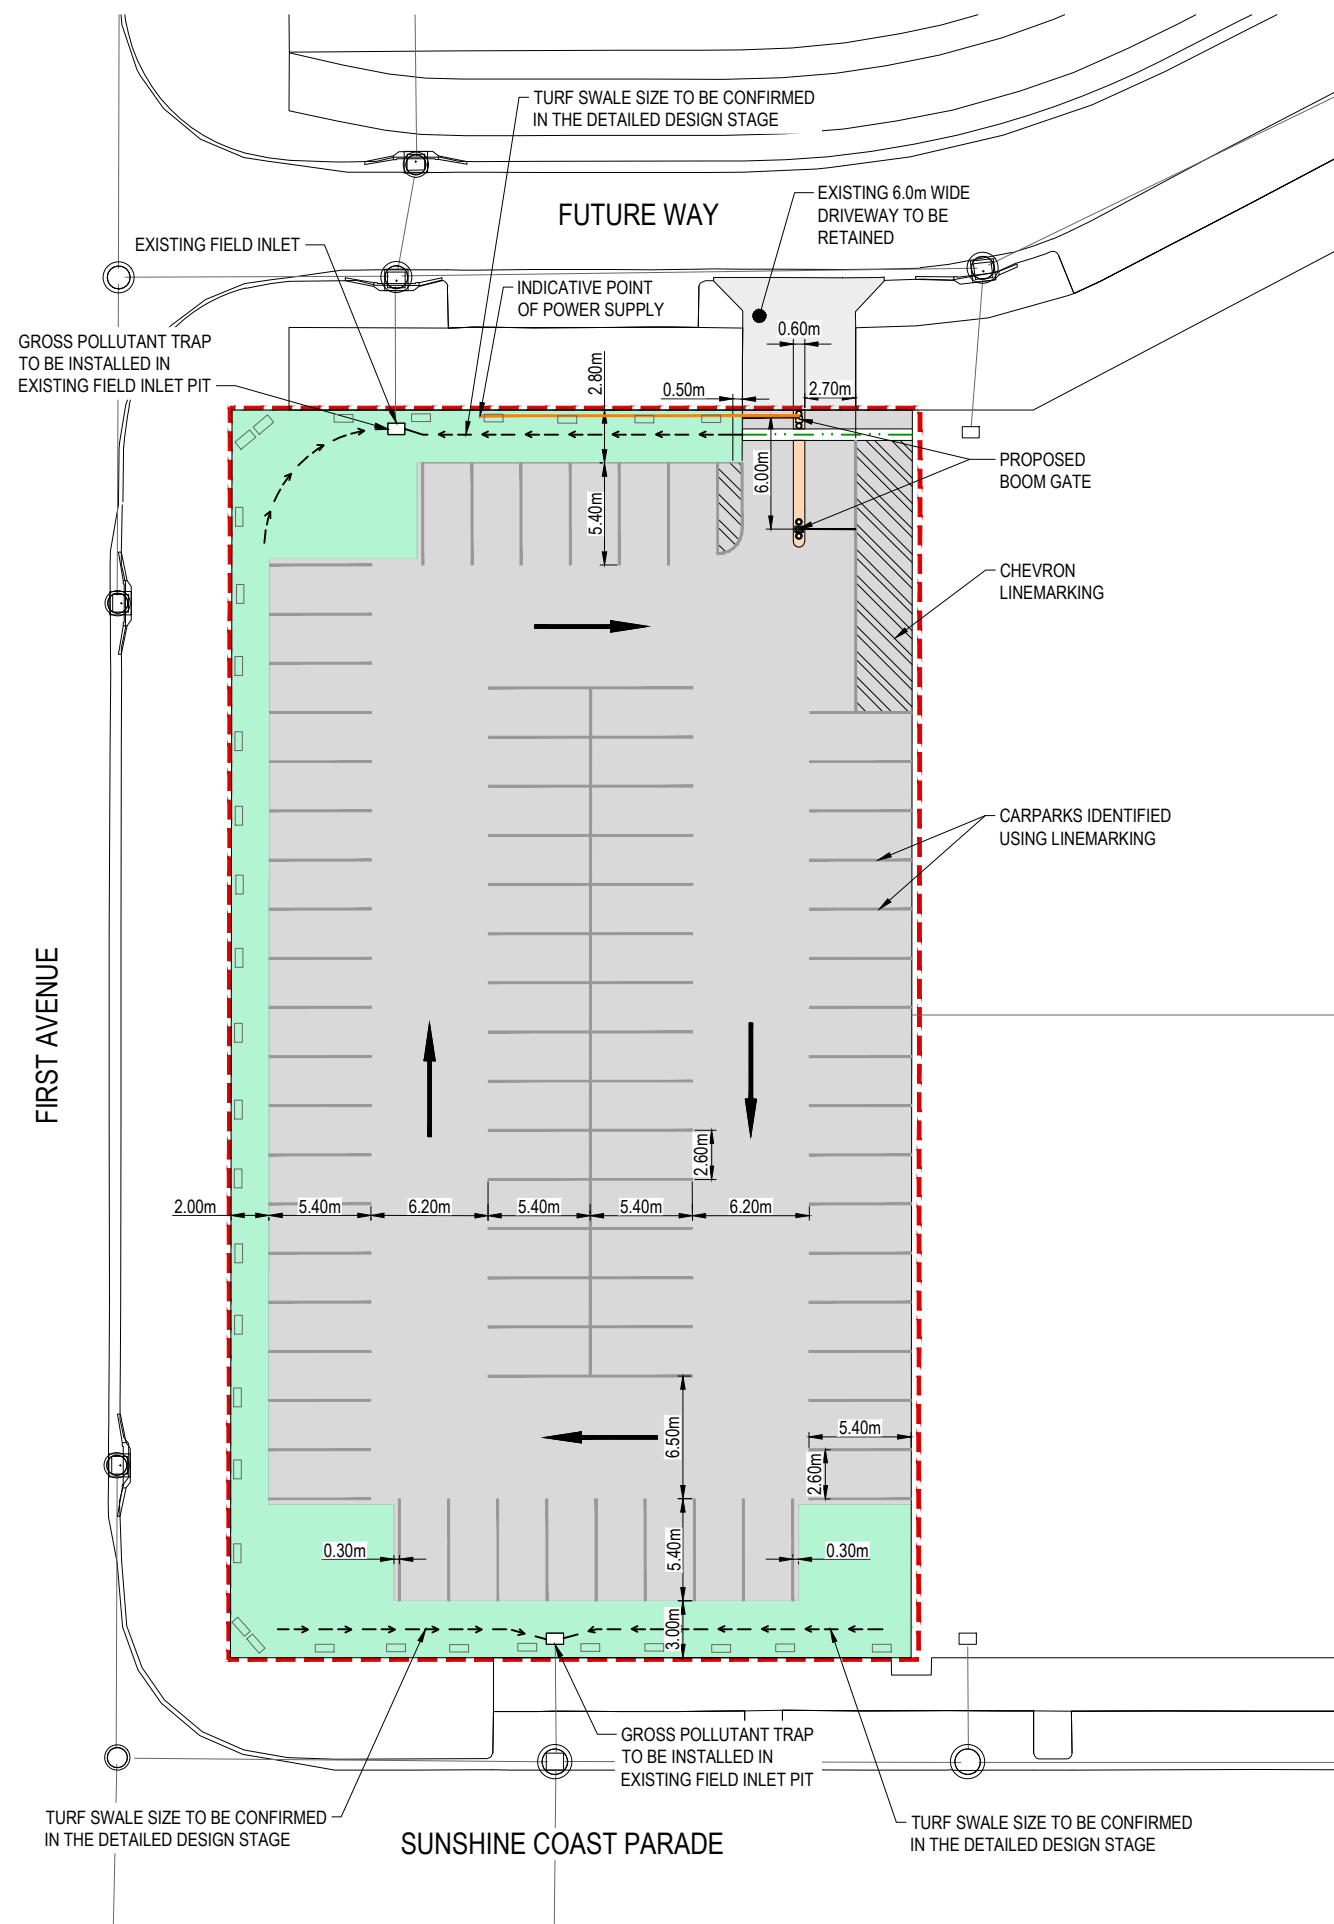 TURF SWALE SIZE TO BE CONFIRMED
IN THE DETAILED DESIGN STAGE
FUTURE WAY
EXISTING 6.0m WIDE
DRIVEWAY TO BE
RETAINED
EXISTING FIELD INLET
INDICATIVE POINT
OF POWER SUPPLY
GROSS POLLUTANT TRAP
TO BE INSTALLED IN
EXISTING FIELD INLET PIT
0.60m
2.80m
0.50m
2.70m
6.00m
5.40m
PROPOSED
BOOM GATE
CHEVRON
LINEMARKING
CARPARKS IDENTIFIED
USING LINEMARKING
FIRST AVENUE
2.60m
2.00m
5.40m
6.20m
5.40m
5.40m
6.20m
6.50m
5.40m
2.60m
0.30m
5.40m
0.30m
3.00m
GROSS POLLUTANT TRAP
TO BE INSTALLED IN
EXISTING FIELD INLET PIT
TURF SWALE SIZE TO BE CONFIRMED
IN THE DETAILED DESIGN STAGE
SUNSHINE COAST PARADE
TURF SWALE SIZE TO BE CONFIRMED
IN THE DETAILED DESIGN STAGE